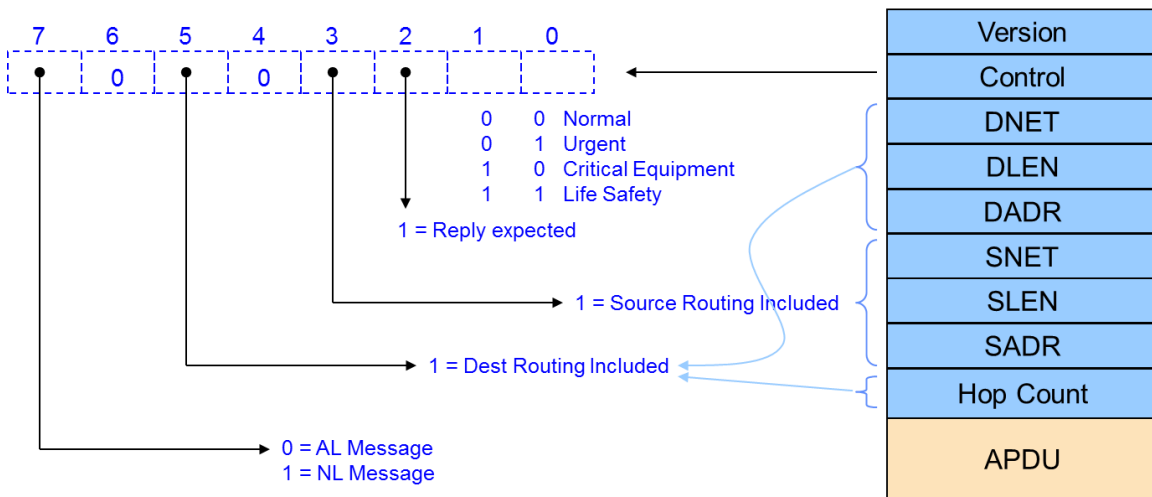 7 6 5 4 3 2 1 0
0 0
0 0 Normal
0 1 Urgent
1 0 Critical Equipment
1 1 Life Safety
1 = Reply expected
1 = Source Routing Included
1 = Dest Routing Included
0 = AL Message
1 = NL Message
Version
Control
DNET
DLEN
DADR
SNET
SLEN
SADR
Hop Count
APDU